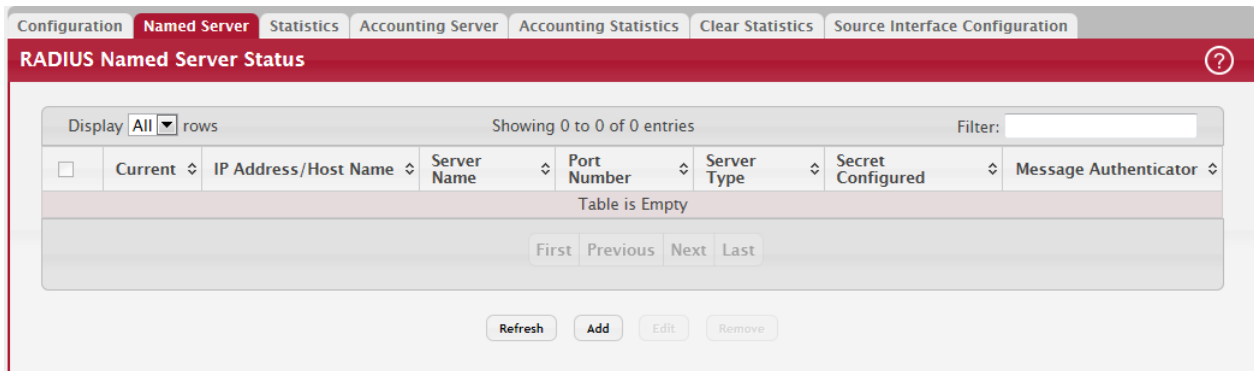 Configuration Named Server Statistics Accounting Server Accounting Statistics Clear Statistics Source Interface Configuration
RADIUS Named Server Status ?
Display All rows Showing 0 to 0 of 0 entries Filter:
Current IP Address/Host Name Server Name Port Number Server Type Secret Configured Message Authenticator
Table is Empty
First Previous Next Last
Refresh Add Edit Remove